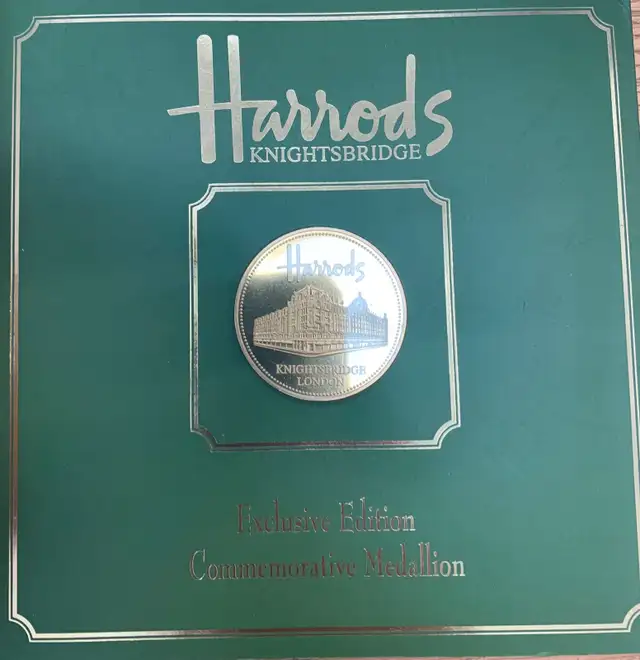 Harrods
KNIGHTSBRIDGE
Harrods
KNIGHTSBRIDGE
LONDON
Exclusive Edition
Commemorative Medallion